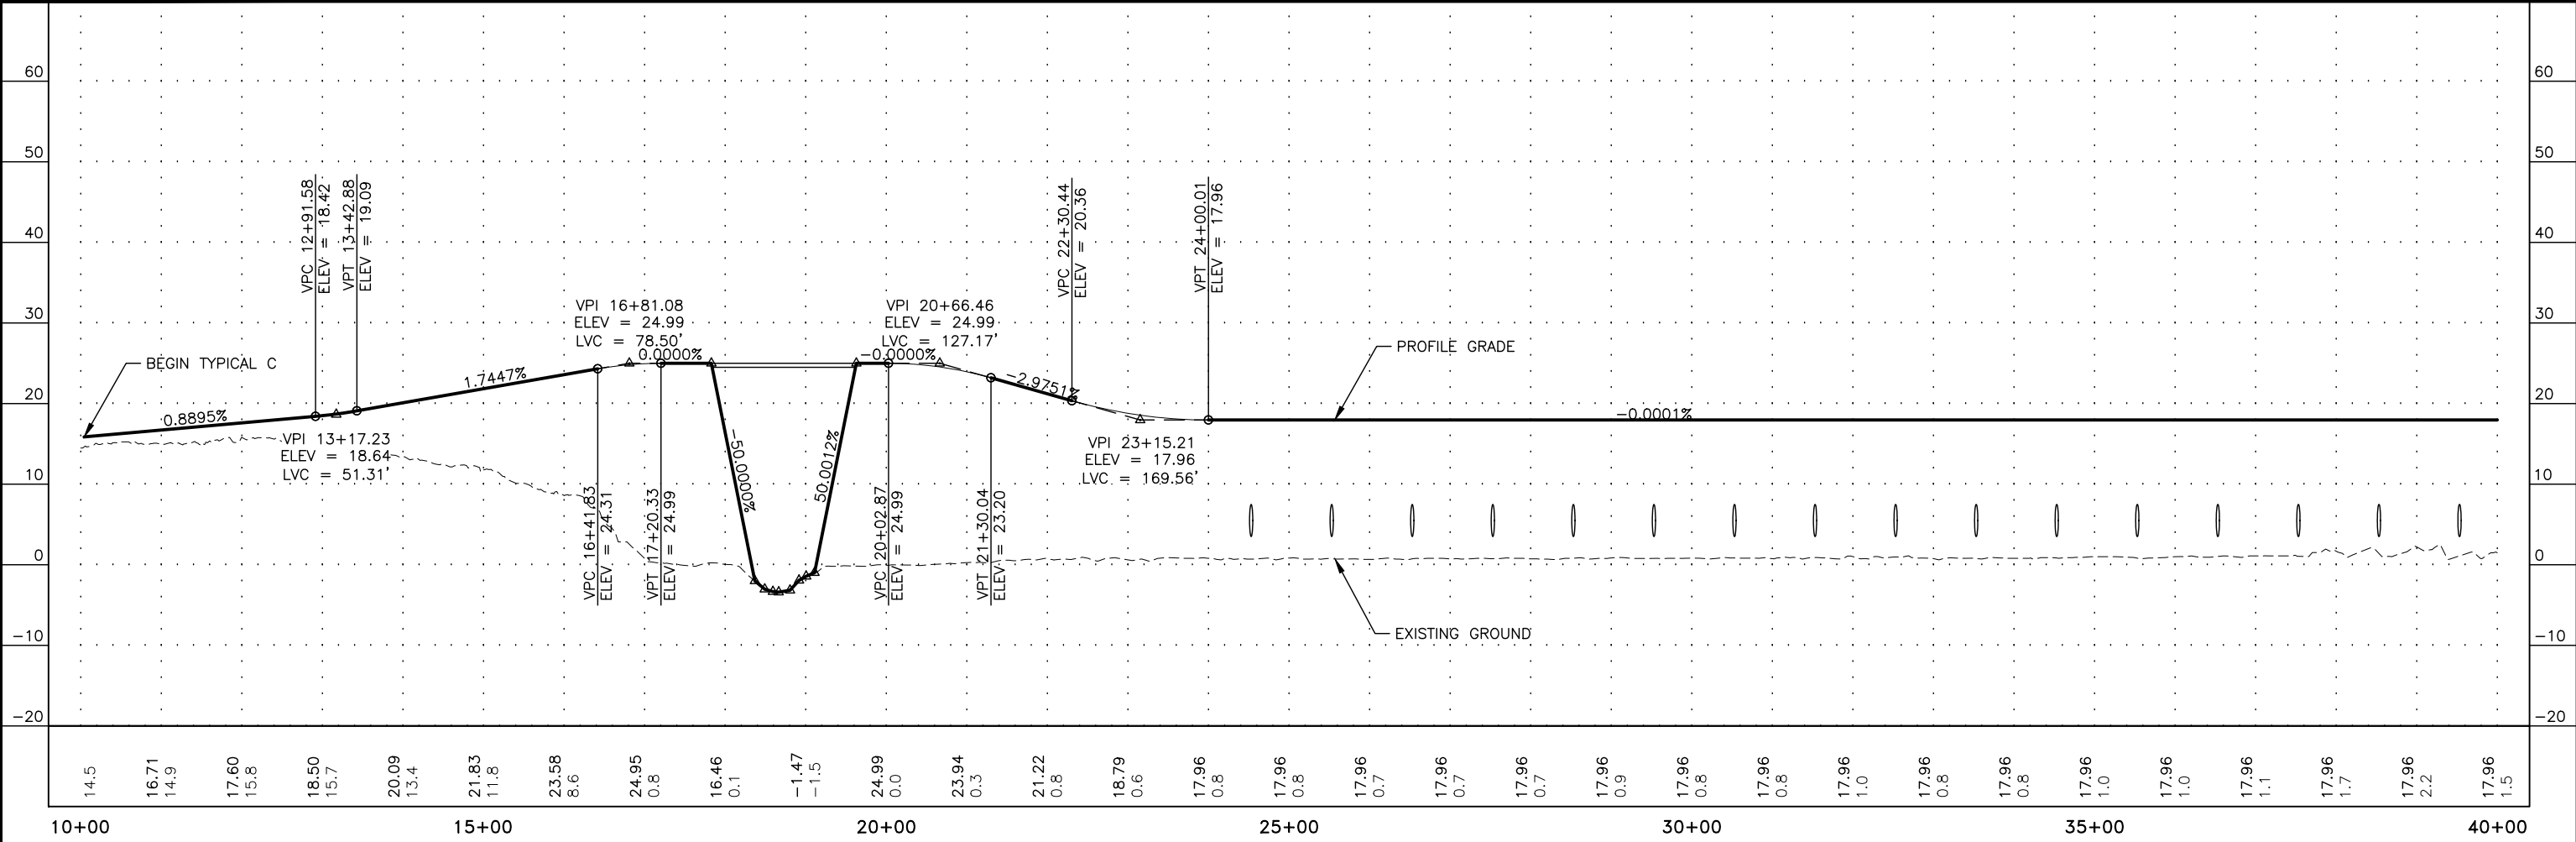 60
50
40
30
20
10
0
-10
-20
60
50
40
30
20
10
0
-10
-20
VPC 12+91.58
ELEV = 18.42
VPT 13+42.88
ELEV = 19.09
VPC 22+30.44
ELEV = 20.36
VPT 24+00.01
ELEV = 17.96
VPI 16+81.08
ELEV = 24.99
LVC = 78.50'
0.0000%
VPI 20+66.46
ELEV = 24.99
LVC = 127.17'
-0.0000%
BEGIN TYPICAL C
PROFILE GRADE
0.8895%
1.7447%
-2.9751%
-0.0001%
VPI 13+17.23
ELEV = 18.64
LVC = 51.31'
-50.0000%
50.0012%
VPI 23+15.21
ELEV = 17.96
LVC = 169.56'
VPC 16+41.83
ELEV = 24.31
VPT 17+20.33
ELEV = 24.99
VPC 20+02.87
ELEV = 24.99
VPT 21+30.04
ELEV = 23.20
EXISTING GROUND
14.5
16.71
14.9
17.60
15.8
18.50
15.7
20.09
13.4
21.83
11.8
23.58
8.6
24.95
0.8
16.46
0.1
-1.47
-1.5
24.99
0.0
23.94
0.3
21.22
0.8
18.79
0.6
17.96
0.8
17.96
0.8
17.96
0.7
17.96
0.7
17.96
0.7
17.96
0.9
17.96
0.8
17.96
1.0
17.96
0.8
17.96
0.8
17.96
1.0
17.96
1.0
17.96
1.1
17.96
1.7
17.96
2.2
17.96
1.5
10+00
15+00
20+00
25+00
30+00
35+00
40+00